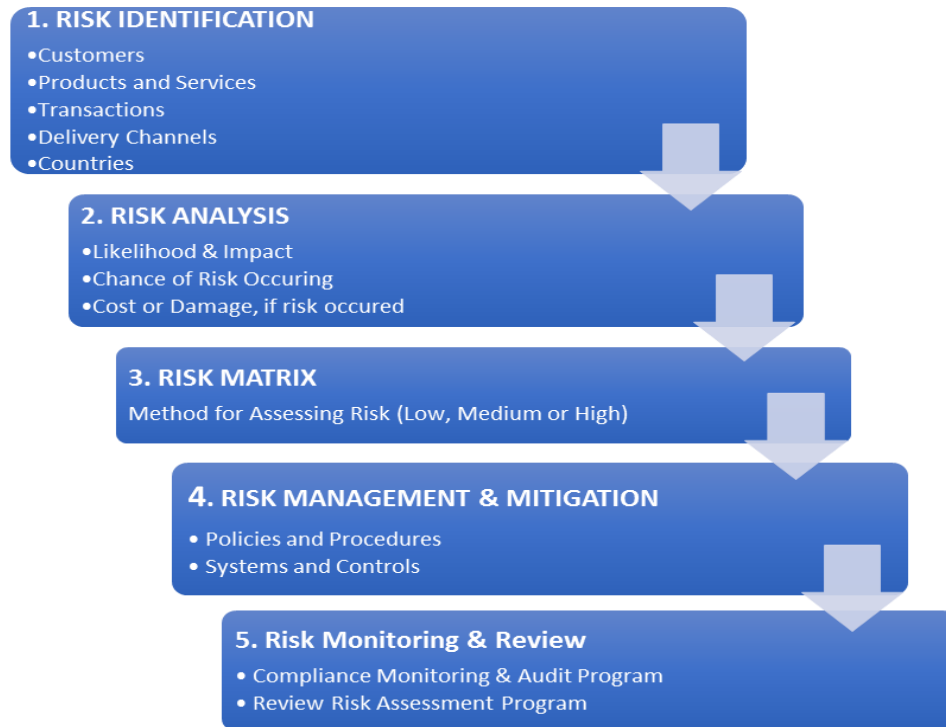 1. RISK IDENTIFICATION
•Customers
•Products and Services
•Transactions
•Delivery Channels
•Countries
2. RISK ANALYSIS
•Likelihood & Impact
•Chance of Risk Occuring
•Cost or Damage, if risk occured
3. RISK MATRIX
Method for Assessing Risk (Low, Medium or High)
4. RISK MANAGEMENT & MITIGATION
• Policies and Procedures
• Systems and Controls
5. Risk Monitoring & Review
• Compliance Monitoring & Audit Program
• Review Risk Assessment Program